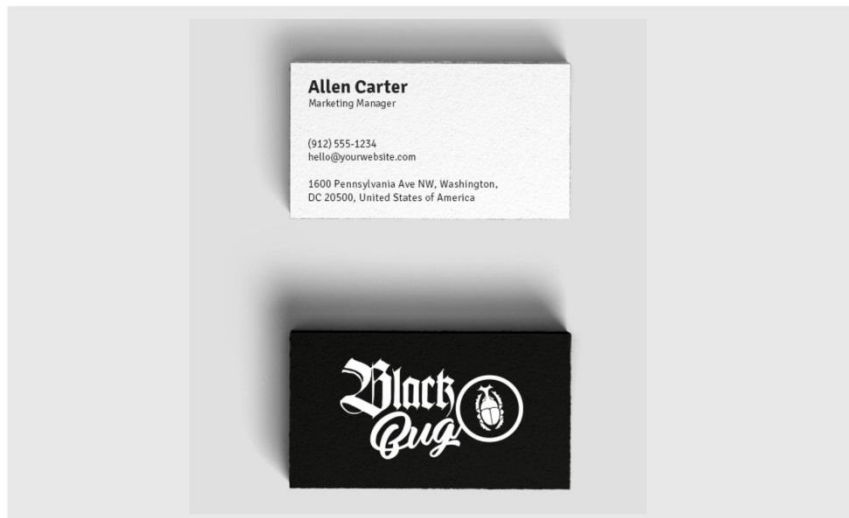 Allen Carter
Marketing Manager
(912) 555-1234
hello@yourwebsite.com
1600 Pennsylvania Ave NW, Washington,
DC 20500, United States of America
Black
Bug